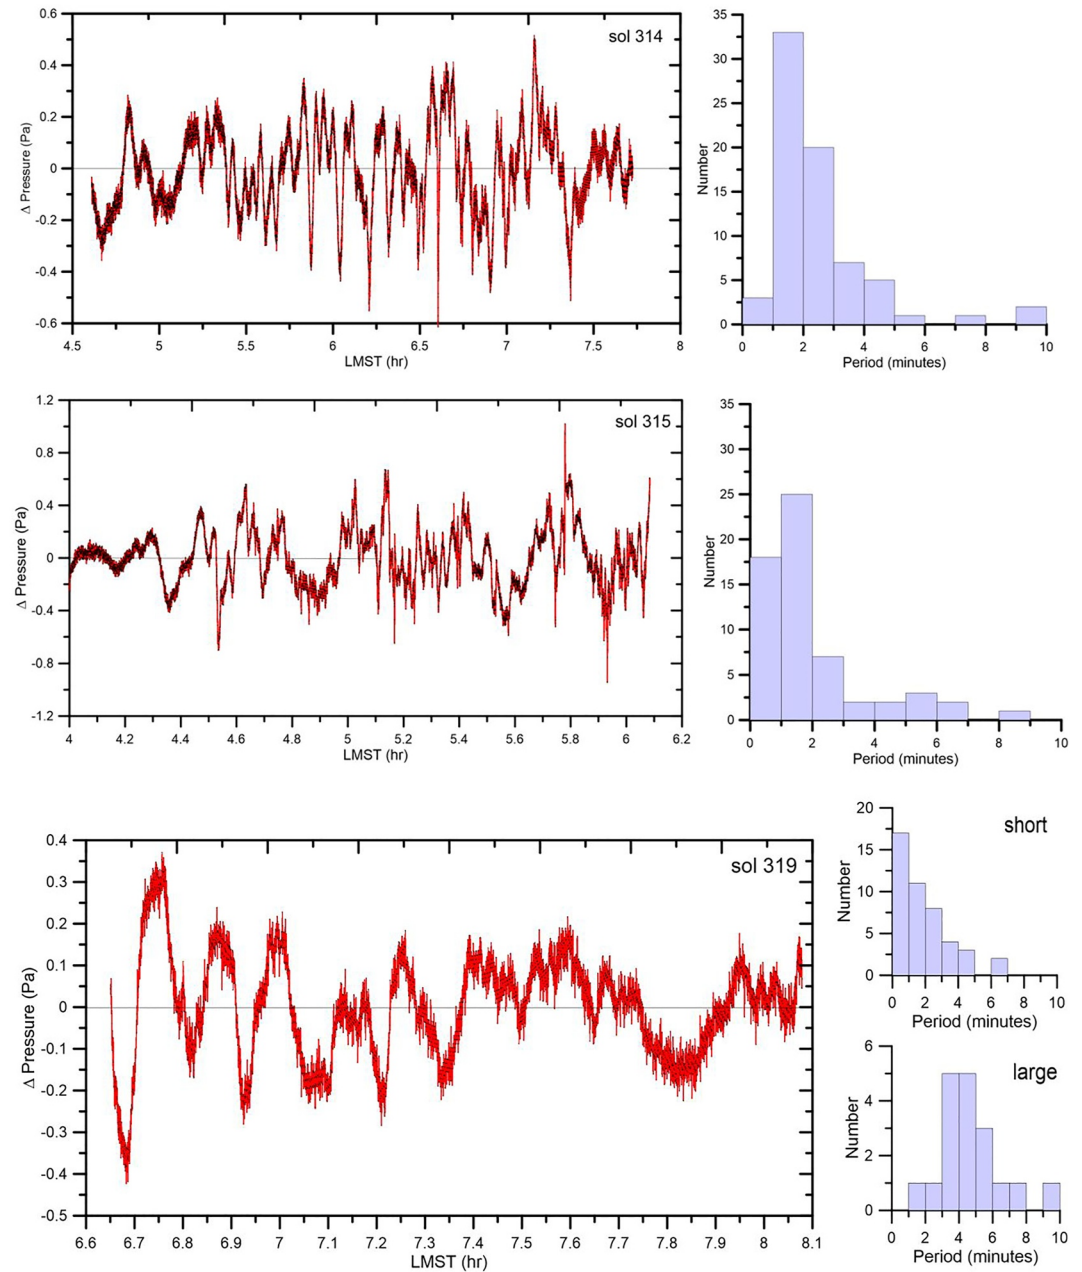 sol 314
Δ Pressure (Pa)
0.6
0.4
0.2
0
-0.2
-0.4
-0.6
4.5 5 5.5 6 6.5 7 7.5 8
LMST (hr)
Number
35
30
25
20
15
10
5
0
0 2 4 6 8 10
Period (minutes)
sol 315
Δ Pressure (Pa)
1.2
0.8
0.4
0
-0.4
-0.8
-1.2
4 4.2 4.4 4.6 4.8 5 5.2 5.4 5.6 5.8 6 6.2
LMST (hr)
Number
35
30
25
20
15
10
5
0
0 2 4 6 8 10
Period (minutes)
sol 319
Δ Pressure (Pa)
0.4
0.3
0.2
0.1
0
-0.1
-0.2
-0.3
-0.4
-0.5
6.6 6.7 6.8 6.9 7 7.1 7.2 7.3 7.4 7.5 7.6 7.7 7.8 7.9 8 8.1
LMST (hr)
short
Number
20
15
10
5
0
0 2 4 6 8 10
Period (minutes)
large
Number
6
4
2
0
0 2 4 6 8 10
Period (minutes)